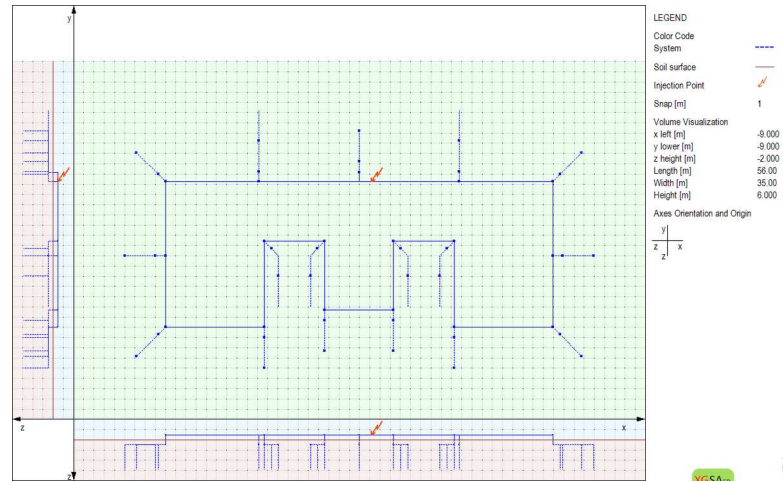 y
z
x
z
LEGEND
Color Code
System
Soil surface
Injection Point
Snap [m] 1
Volume Visualization
x left [m] -9.000
y lower [m] -9.000
z height [m] -2.000
Length [m] 56.00
Width [m] 35.00
Height [m] 6.000
Axes Orientation and Origin
y
z x
z
XGSA